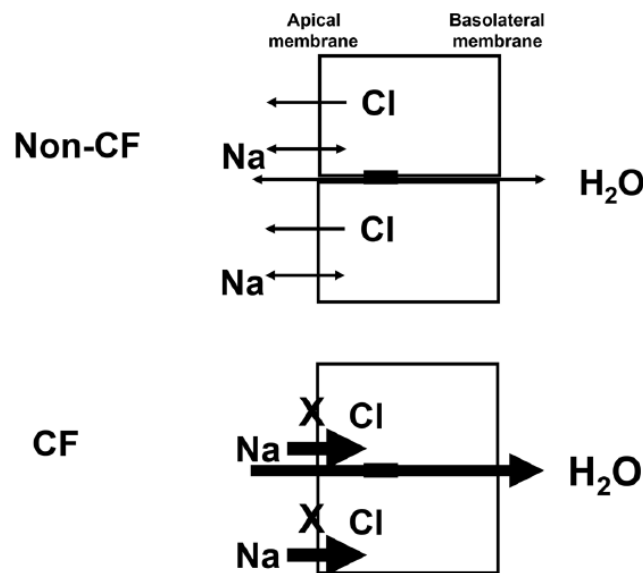 Apical
membrane
Basolateral
membrane
Non-CF
Cl
Na
H₂O
Cl
Na
CF
X
Cl
Na
H₂O
X
Cl
Na